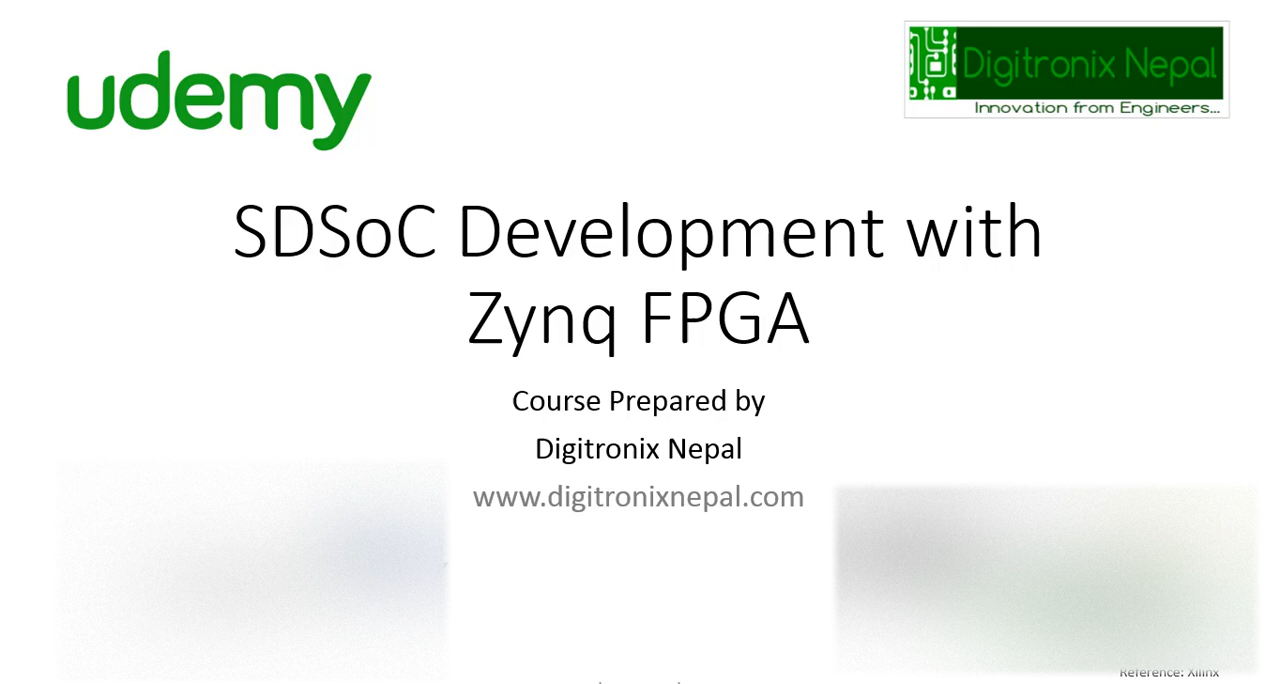 udemy
Digitronix Nepal
Innovation from Engineers...
SDSoC Development with
Zynq FPGA
Course Prepared by
Digitronix Nepal
www.digitronixnepal.com
Reference: Xilinx